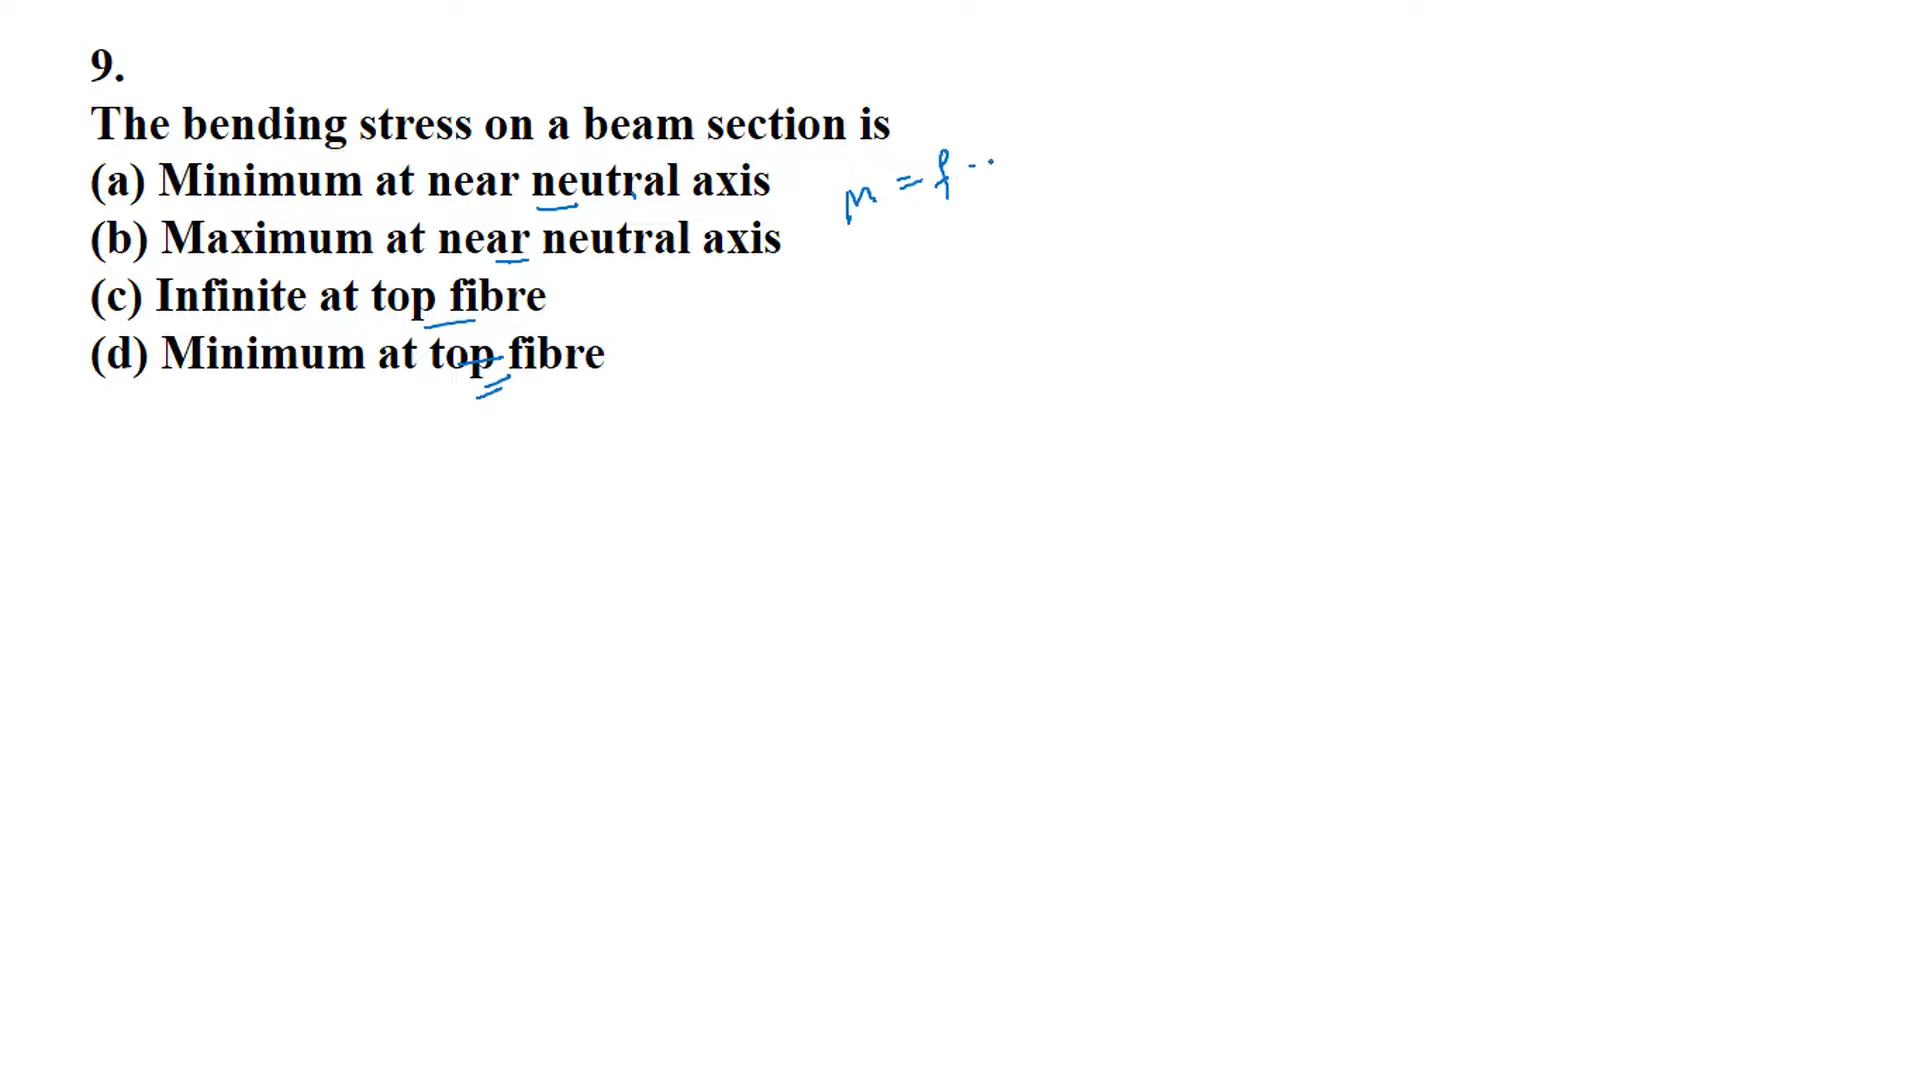 9.
The bending stress on a beam section is
(a) Minimum at near neutral axis
M = f
(b) Maximum at near neutral axis
(c) Infinite at top fibre
(d) Minimum at top fibre